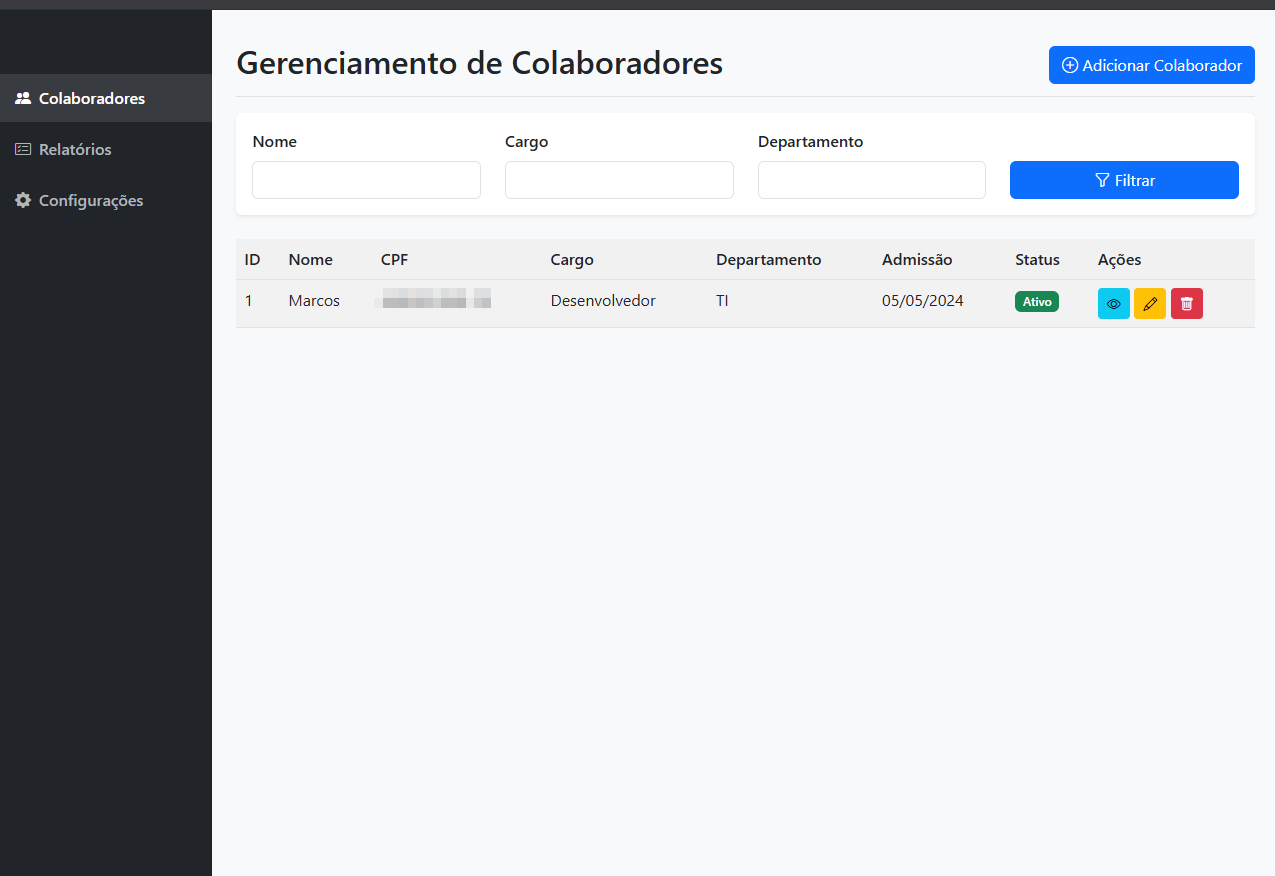 Gerenciamento de Colaboradores
Adicionar Colaborador
Colaboradores
Relatórios
Configurações
Nome Cargo Departamento
Filtrar
ID Nome CPF Cargo Departamento Admissão Status Ações
1 Marcos Desenvolvedor TI 05/05/2024 Ativo